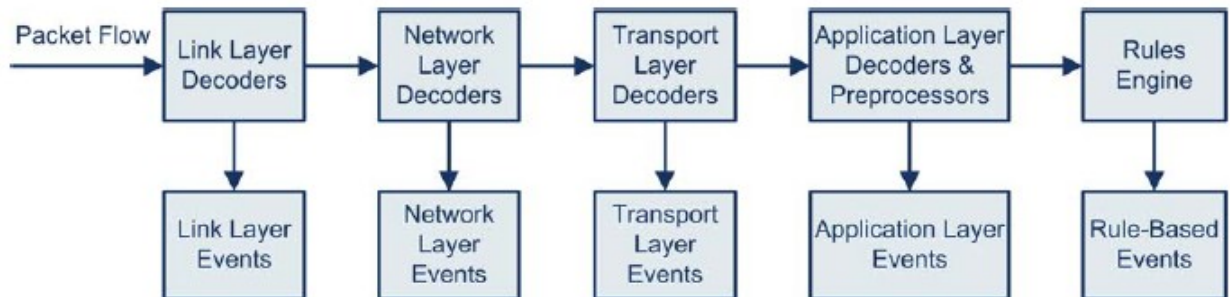 Packet Flow
Link Layer
Decoders
Network
Layer
Decoders
Transport
Layer
Decoders
Application Layer
Decoders &
Preprocessors
Rules
Engine
Link Layer
Events
Network
Layer
Events
Transport
Layer
Events
Application Layer
Events
Rule-Based
Events